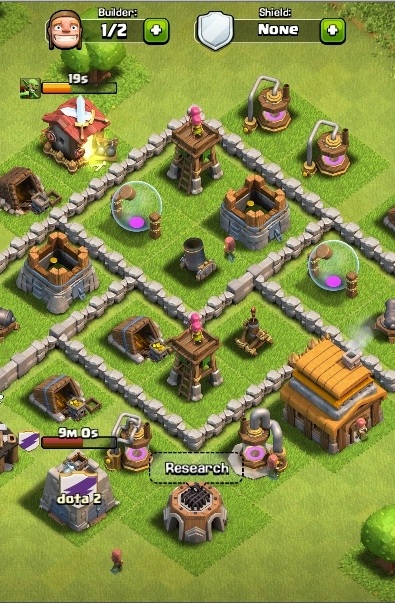 Builder:
1/2
Shield:
None
19s
9m 0s
Research
dota 2